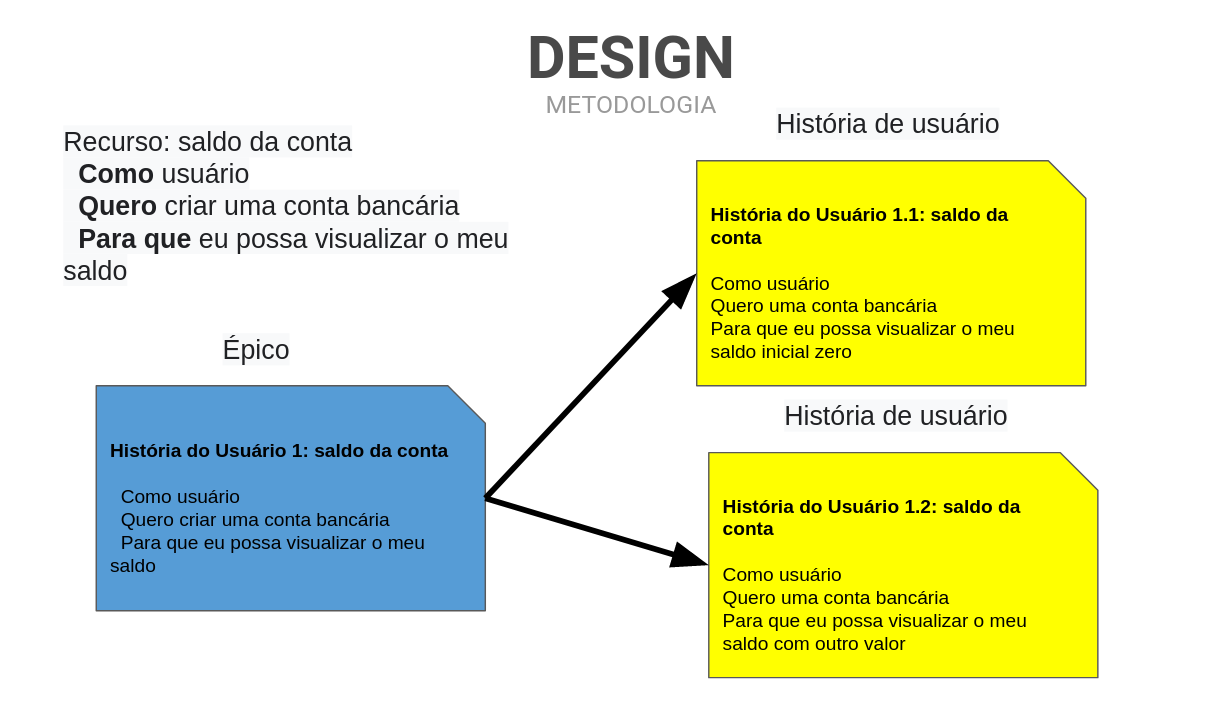 DESIGN
METODOLOGIA
Recurso: saldo da conta
Como usuário
Quero criar uma conta bancária
Para que eu possa visualizar o meu
saldo
Épico
História do Usuário 1: saldo da conta
Como usuário
Quero criar uma conta bancária
Para que eu possa visualizar o meu
saldo
História de usuário
História do Usuário 1.1: saldo da
conta
Como usuário
Quero uma conta bancária
Para que eu possa visualizar o meu
saldo inicial zero
História de usuário
História do Usuário 1.2: saldo da
conta
Como usuário
Quero uma conta bancária
Para que eu possa visualizar o meu
saldo com outro valor